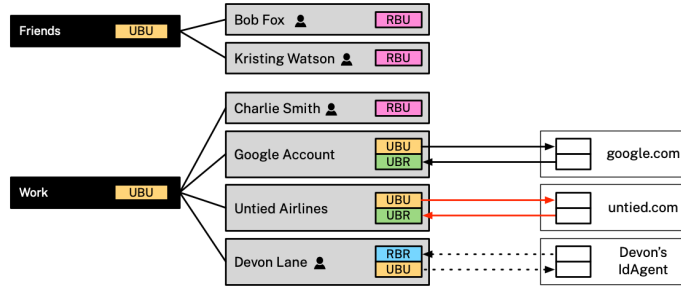 Friends UBU
Bob Fox RBU
Kristing Watson RBU
Charlie Smith RBU
Google Account UBU
UBR
google.com
Work UBU
Untied Airlines UBU
UBR
untied.com
Devon Lane RBR
UBU
Devon's
IdAgent